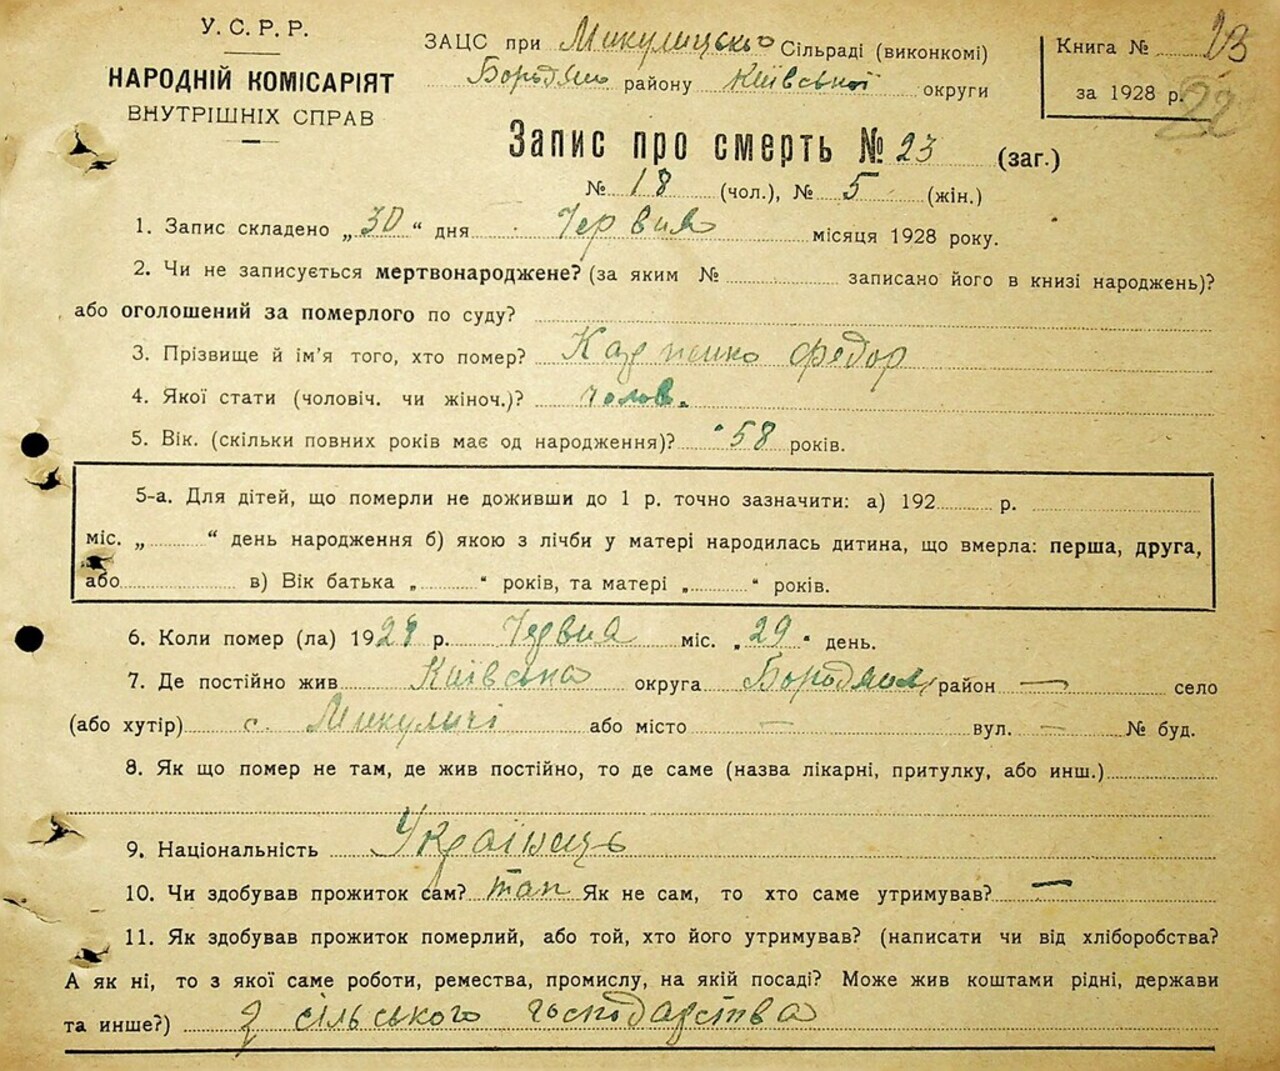 У. С. Р. Р.
НАРОДНІЙ КОМІСАРІЯТ
ВНУТРІШНІХ СПРАВ
ЗАЦС при Микулицькo Сільраді (виконкомі)
Бородян району Київської округи
Книга № 23
за 1928 р.
22
Запис про смерть № 23 (заг.)
№ 18 (чол.), № 5 (жін.)
1. Запис складено „30“ дня Червня місяця 1928 року.
2. Чи не записується мертвонароджене? (за яким № записано його в книзі народжень)?
або оголошений за померлого по суду?
3. Прізвище й ім'я того, хто помер? Федор
4. Якої стати (чоловіч. чи жіноч.)? чолов.
5. Вік. (скільки повних років має од народження)? 58 років.
5-а. Для дітей, що померли не доживши до 1 р. точно зазначити: а) 192 р.
міс. „ “ день народження б) якою з лічби у матері народилась дитина, що вмерла: перша, друга,
або в) Вік батька „ “ років, та матері „ “ років.
6. Коли помер (ла) 1928 р. Червня міс. „29“ день.
7. Де постійно жив Київська округа Бородян район — село
(або хутір) с. Микуличі або місто — вул. — № буд.
8. Як що помер не там, де жив постійно, то де саме (назва лікарні, притулку, або инш.)
9. Національність Українець
10. Чи здобував прожиток сам? так Як не сам, то хто саме утримував? —
11. Як здобував прожиток померлий, або той, хто його утримував? (написати чи від хліборобства?
А як ні, то з якої саме роботи, ремества, промислу, на якій посаді? Може жив коштами рідні, держави
та инше?) З сільського господарства